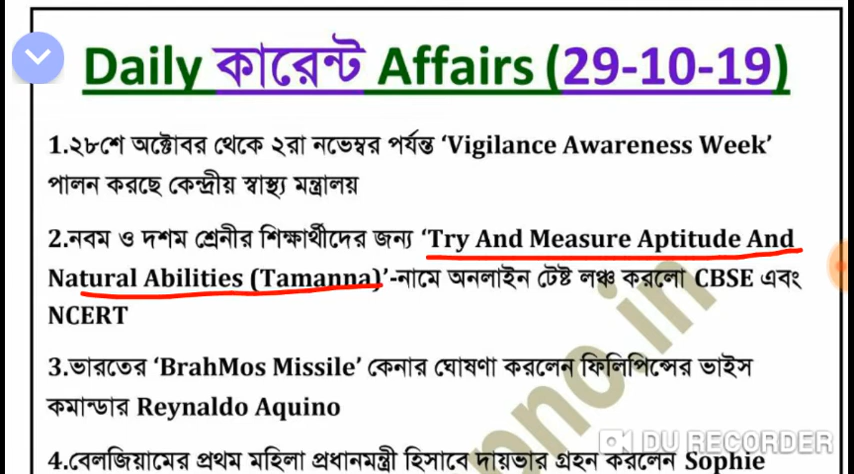 Daily কারেন্ট Affairs (29-10-19)
1.২৮শে অক্টোবর থেকে ২রা নভেম্বর পর্যন্ত ‘Vigilance Awareness Week’
পালন করছে কেন্দ্রীয় স্বাস্থ্য মন্ত্রালয়
2.নবম ও দশম শ্রেনীর শিক্ষার্থীদের জন্য ‘Try And Measure Aptitude And
Natural Abilities (Tamanna)’-নামে অনলাইন টেষ্ট লঞ্চ করলো CBSE এবং
NCERT
3.ভারতের ‘BrahMos Missile’ কেনার ঘোষণা করলেন ফিলিপিন্সের ভাইস
কমান্ডার Reynaldo Aquino
4.বেলজিয়ামের প্রথম মহিলা প্রধানমন্ত্রী হিসাবে দায়ভার গ্রহন করলেন Sophie
DU RECORDER